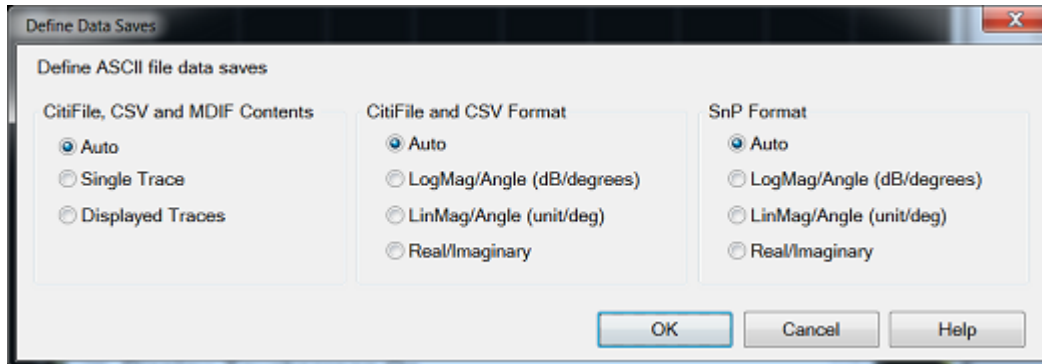 Define Data Saves
Define ASCII file data saves
CitiFile, CSV and MDIF Contents
Auto
Single Trace
Displayed Traces
CitiFile and CSV Format
Auto
LogMag/Angle (dB/degrees)
LinMag/Angle (unit/deg)
Real/Imaginary
SnP Format
Auto
LogMag/Angle (dB/degrees)
LinMag/Angle (unit/deg)
Real/Imaginary
OK
Cancel
Help